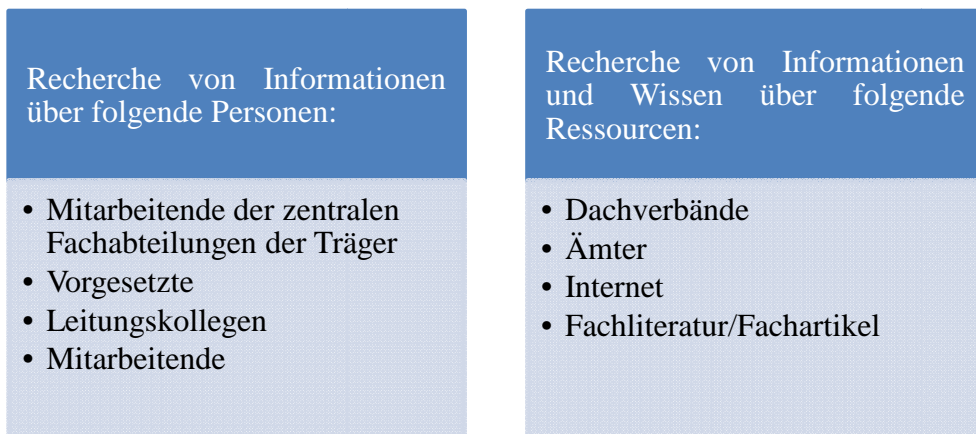 Recherche von Informationen
über folgende Personen:
• Mitarbeitende der zentralen
Fachabteilungen der Träger
• Vorgesetzte
• Leitungskollegen
• Mitarbeitende
Recherche von Informationen
und Wissen über folgende
Ressourcen:
• Dachverbände
• Ämter
• Internet
• Fachliteratur/Fachartikel